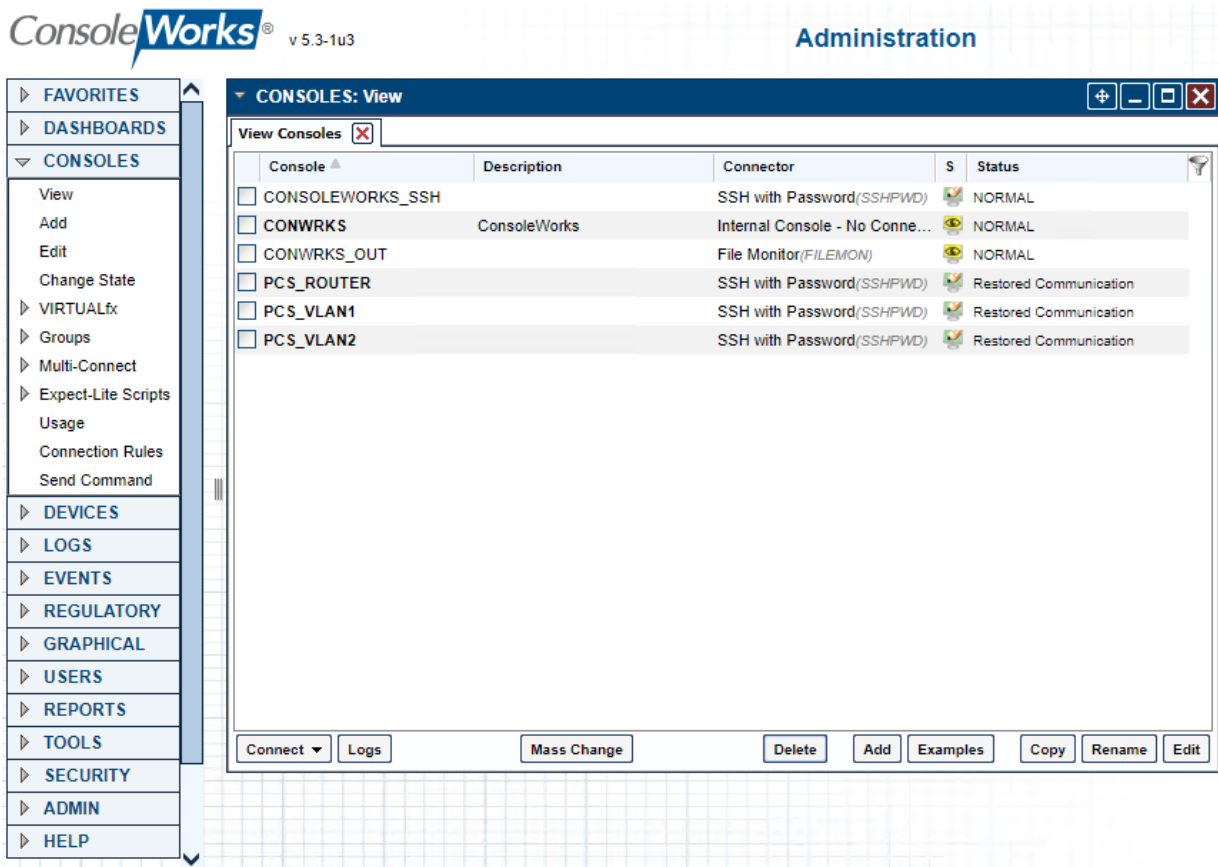 ConsoleWorks® v 5.3-1u3
Administration
FAVORITES
DASHBOARDS
CONSOLES
View
Add
Edit
Change State
VIRTUALfx
Groups
Multi-Connect
Expect-Lite Scripts
Usage
Connection Rules
Send Command
DEVICES
LOGS
EVENTS
REGULATORY
GRAPHICAL
USERS
REPORTS
TOOLS
SECURITY
ADMIN
HELP
CONSOLES: View
View Consoles
Console Description Connector S Status
CONSOLEWORKS_SSH SSH with Password(SSHPWD) NORMAL
CONWRKS ConsoleWorks Internal Console - No Conne... NORMAL
CONWRKS_OUT File Monitor(FILEMON) NORMAL
PCS_ROUTER SSH with Password(SSHPWD) Restored Communication
PCS_VLAN1 SSH with Password(SSHPWD) Restored Communication
PCS_VLAN2 SSH with Password(SSHPWD) Restored Communication
Connect Logs Mass Change Delete Add Examples Copy Rename Edit